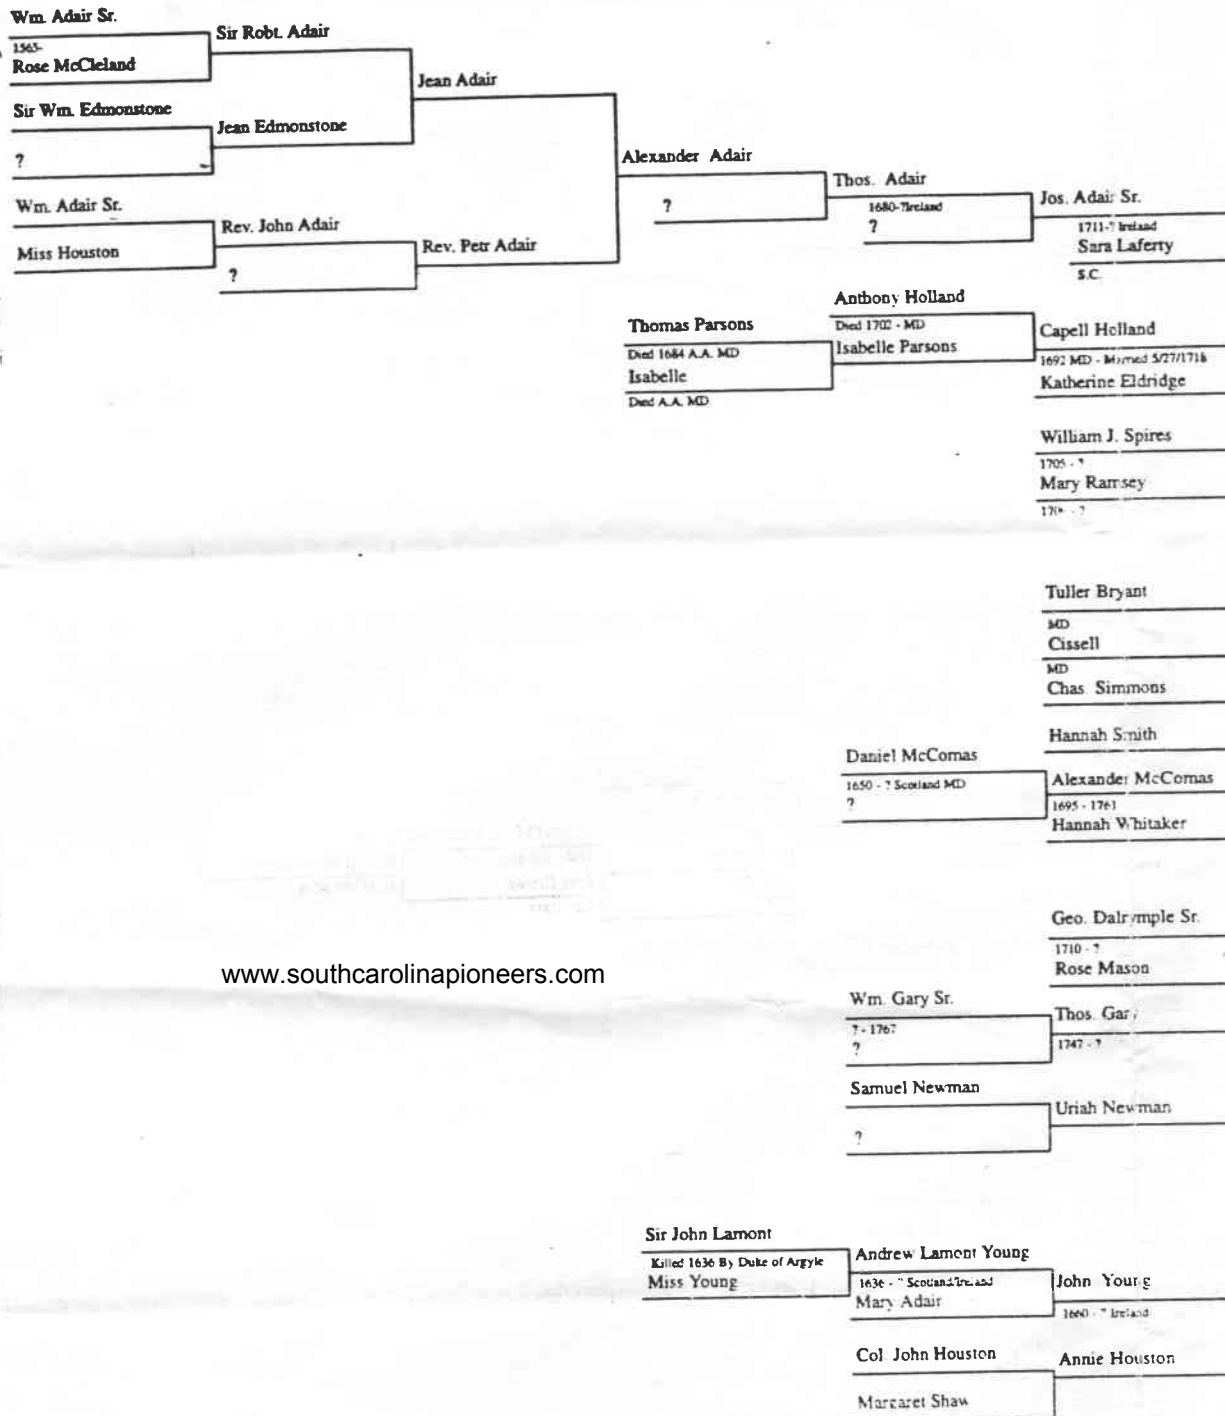 Wm. Adair Sr.
1565-
Rose McCleland
Sir Wm. Edmonstone
?
Wm. Adair Sr.
Miss Houston
Sir Robt. Adair
Jean Edmonstone
Rev. John Adair
?
Jean Adair
Rev. Petr Adair
Alexander Adair
?
Thomas Parsons
Died 1684 A.A. MD
Isabelle
Died A.A. MD
Thos. Adair
1680-?Ireland
?
Anthony Holland
Died 1702 - MD
Isabelle Parsons
Jos. Adair Sr.
1711-? Ireland
Sara Laferty
S.C.
Capell Holland
1692 MD - Married 5/27/1718
Katherine Eldridge
William J. Spires
1705 - ?
Mary Ramsey
- ?
Tuller Bryant
MD
Cissell
MD
Chas. Simmons
Hannah Smith
Daniel McComas
1650 - ? Scotland MD
?
Alexander McComas
1695 - 1761
Hannah Whitaker
Geo. Dalrymple Sr.
1710 - ?
Rose Mason
www.southcarolinapioneers.com
Wm. Gary Sr.
? - 1767
?
Thos. Gary
1747 - ?
Samuel Newman
?
Uriah Newman
Sir John Lamont
Killed 1636 By Duke of Argyle
Miss Young
Andrew Lamont Young
1636 - ? Scotland/Ireland
Mary Adair
John Young
1660 - ? Ireland
Col. John Houston
Margaret Shaw
Annie Houston